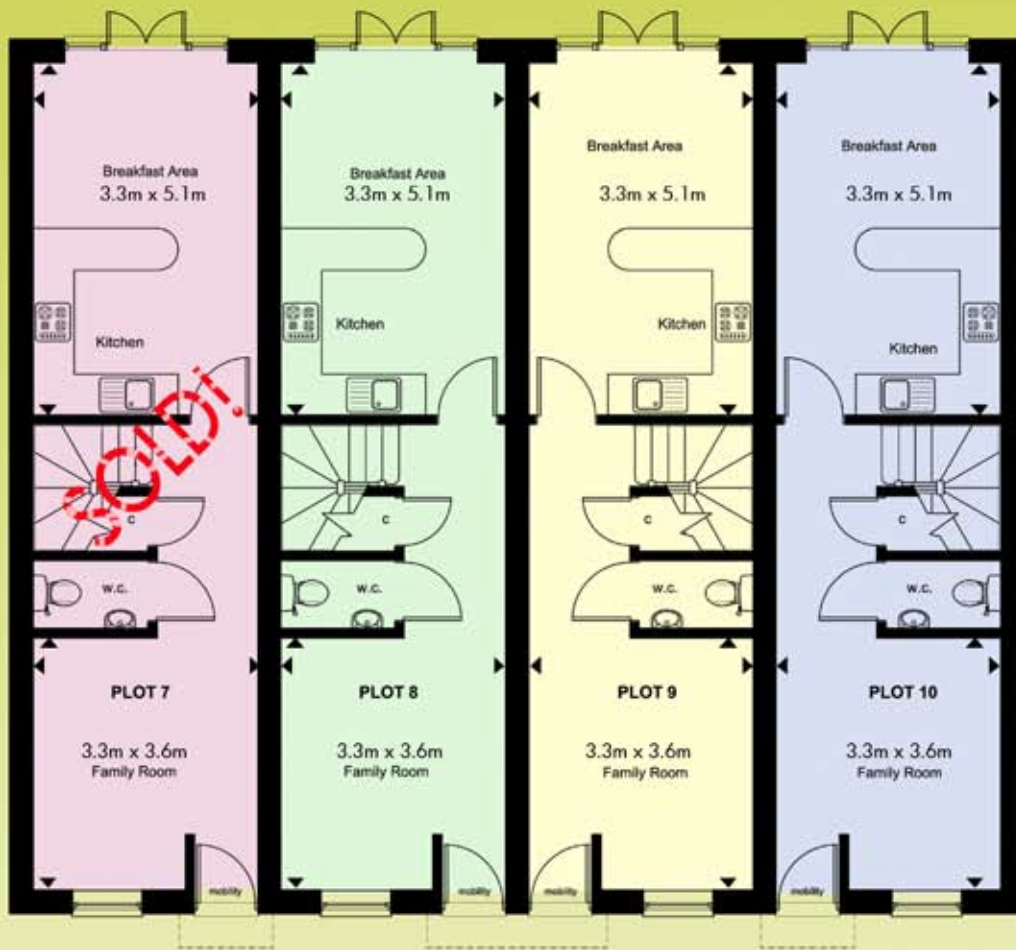 Breakfast Area
3.3m x 5.1m
Kitchen
SOLD!
C
W.C.
PLOT 7
3.3m x 3.6m
Family Room
mobility
Breakfast Area
3.3m x 5.1m
Kitchen
C
W.C.
PLOT 8
3.3m x 3.6m
Family Room
mobility
Breakfast Area
3.3m x 5.1m
Kitchen
C
W.C.
PLOT 9
3.3m x 3.6m
Family Room
mobility
Breakfast Area
3.3m x 5.1m
Kitchen
C
W.C.
PLOT 10
3.3m x 3.6m
Family Room
mobility